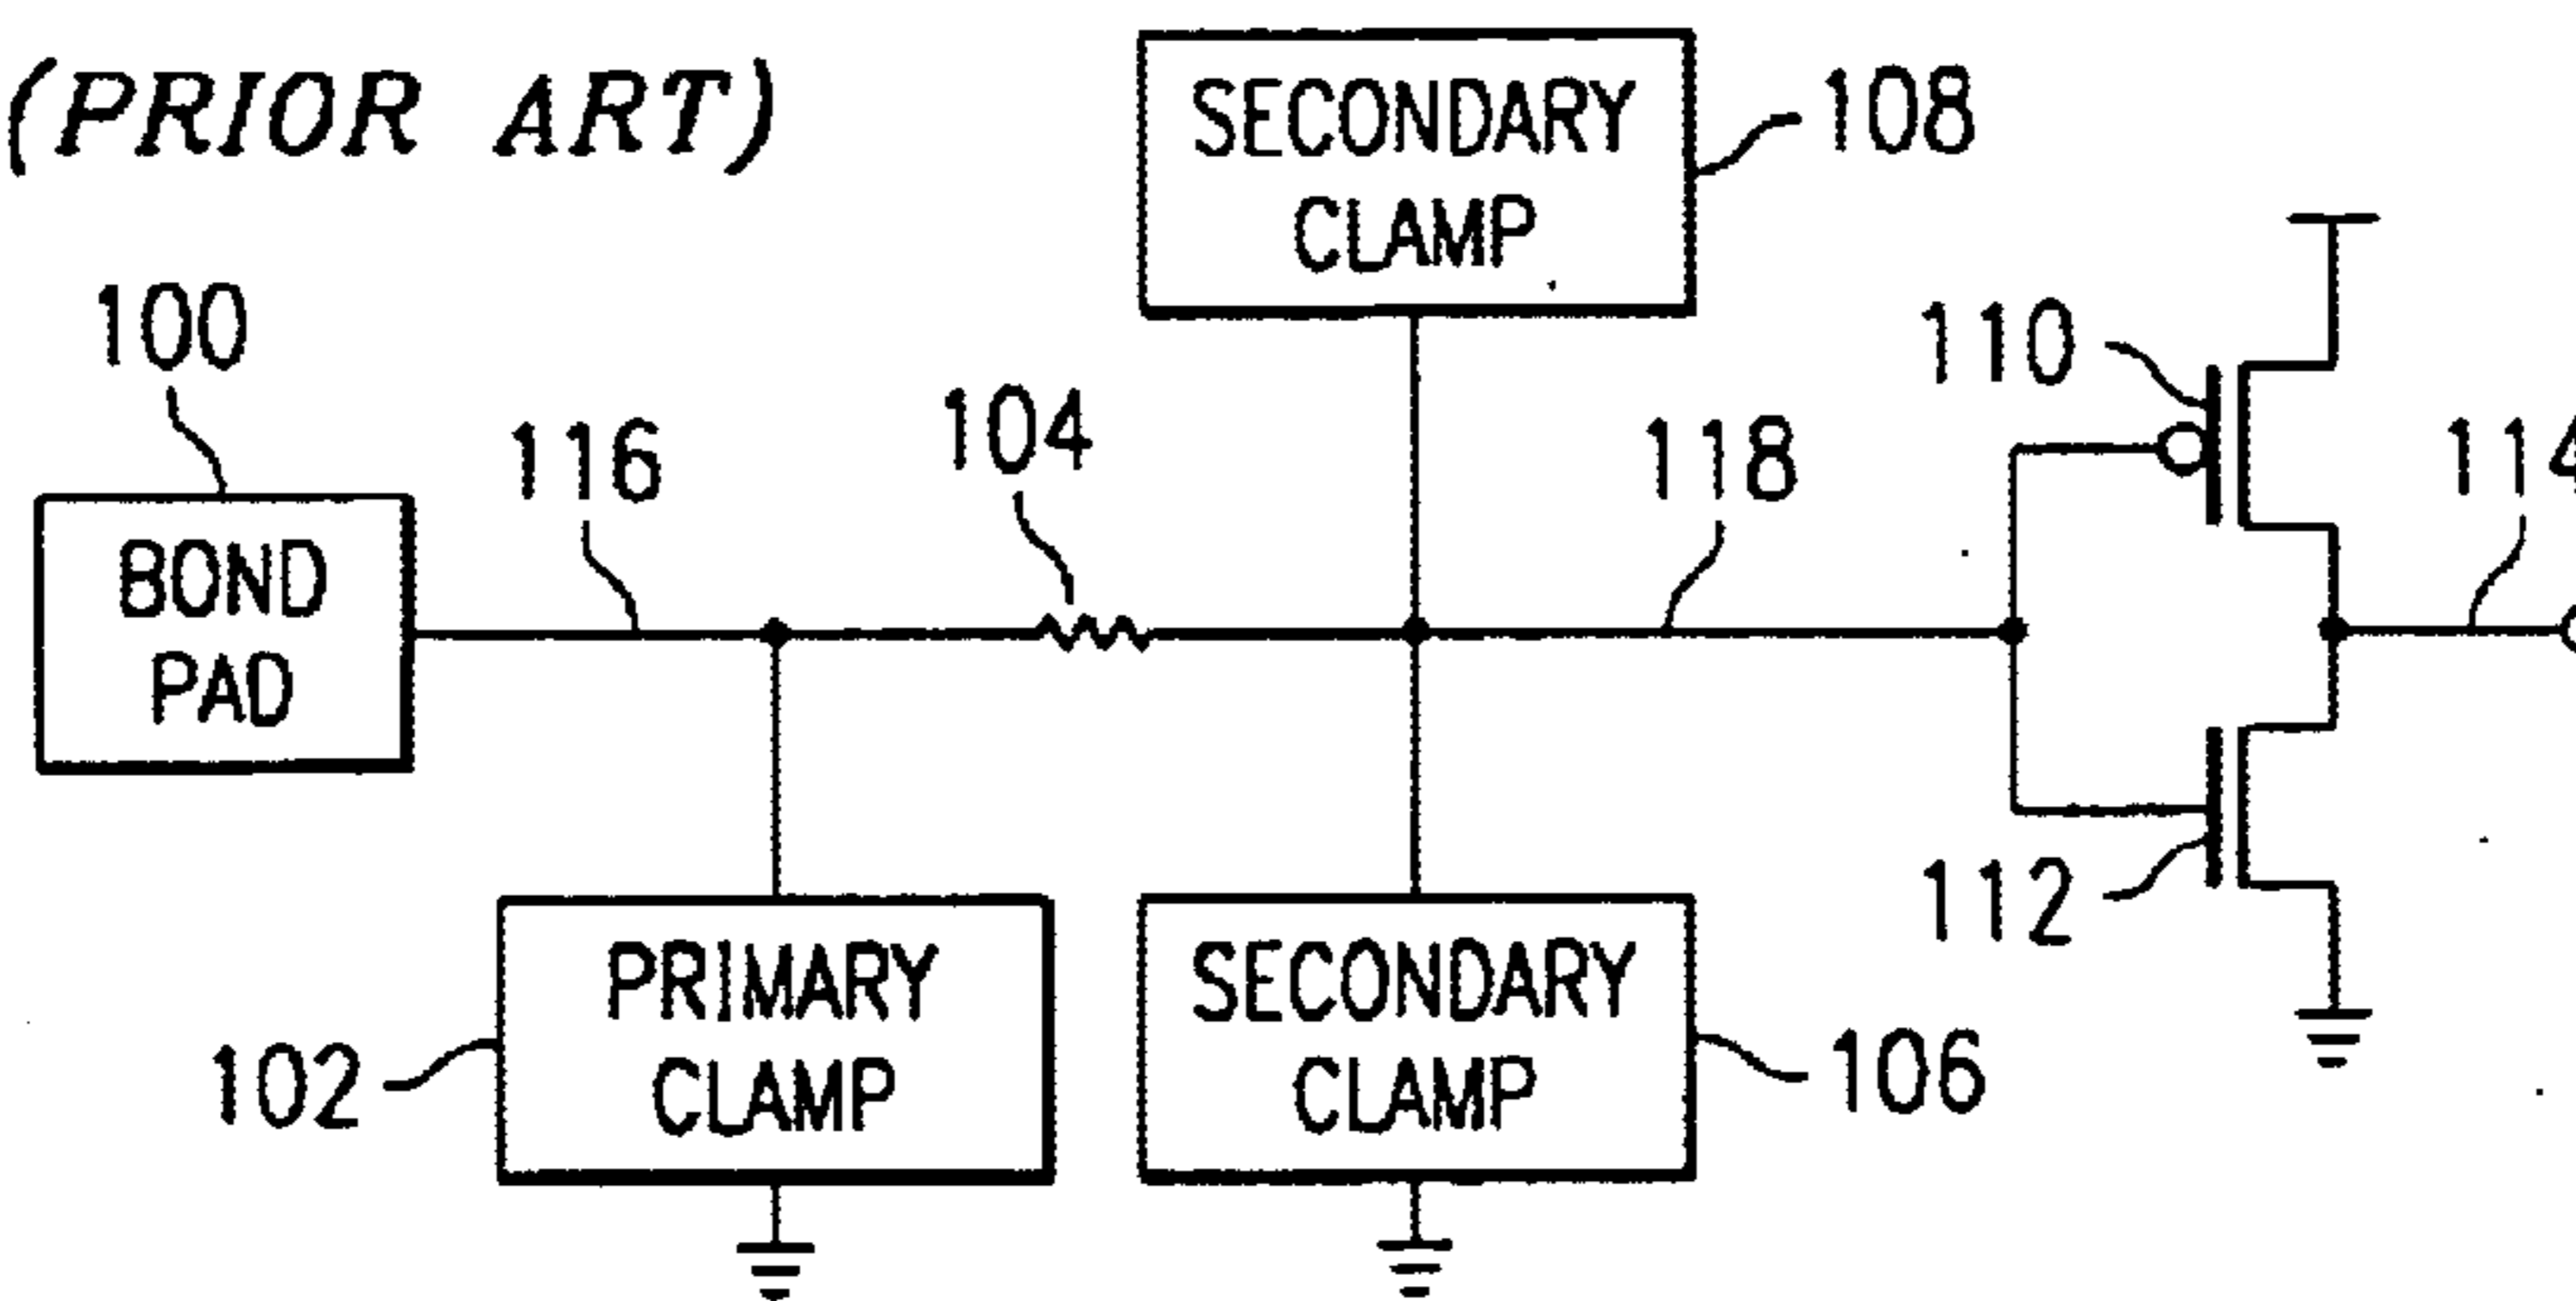 (PRIOR ART)
SECONDARY
CLAMP
108
100
110
116
104
118
114
BOND
PAD
112
PRIMARY
CLAMP
102
SECONDARY
CLAMP
106